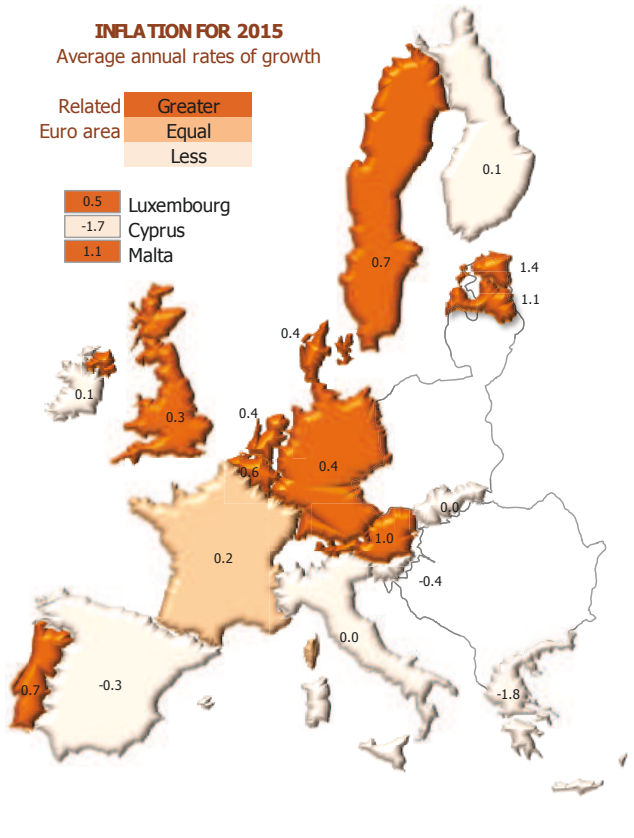 INFLATION FOR 2015
Average annual rates of growth
Related Greater
Euro area Equal
Less
0.5 Luxembourg
-1.7 Cyprus
1.1 Malta
0.1
0.7
1.4
1.1
0.4
0.1
0.3
0.4
0.6
0.4
0.0
1.0
0.2
-0.4
0.0
0.7
-0.3
-1.8